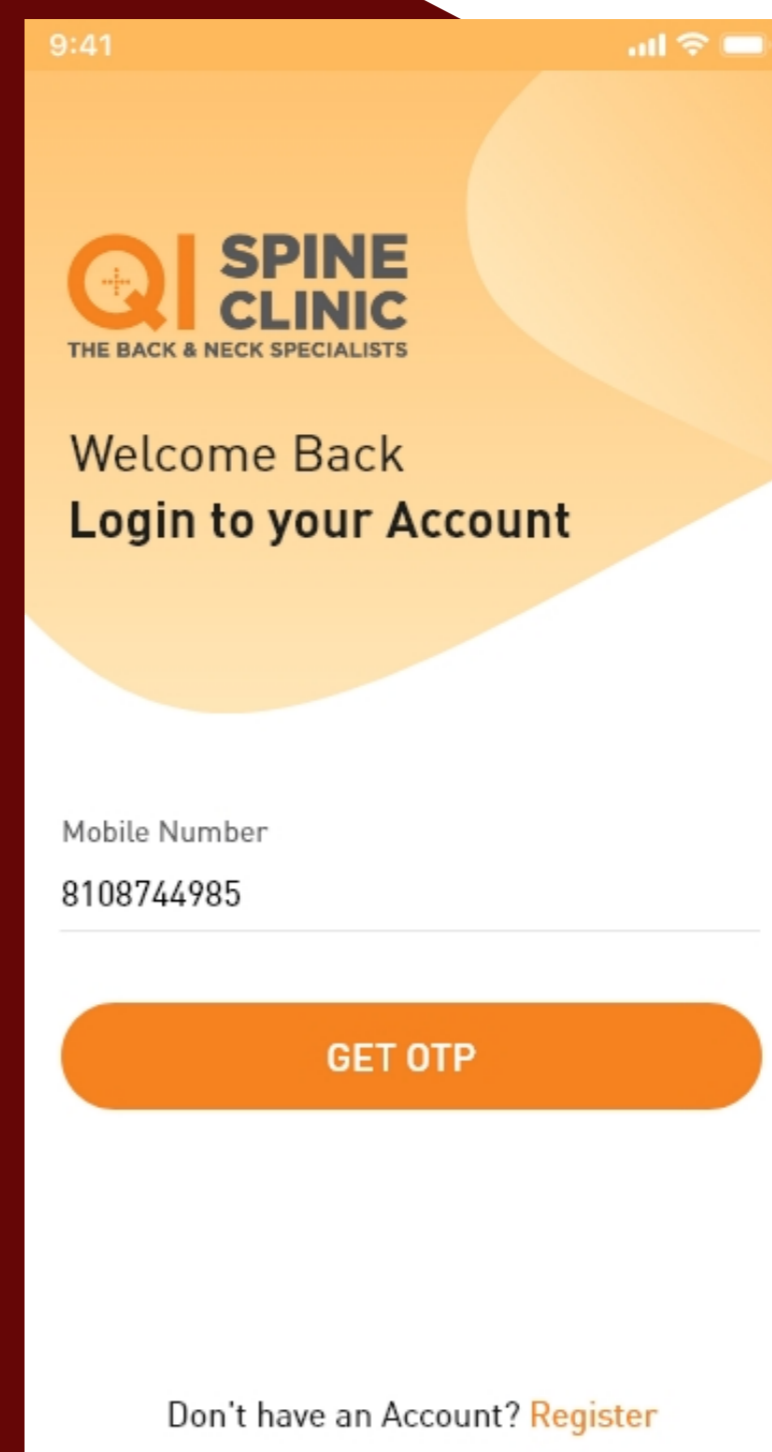 9:41
QI SPINE
CLINIC
THE BACK & NECK SPECIALISTS
Welcome Back
Login to your Account
Mobile Number
8108744985
GET OTP
Don't have an Account? Register